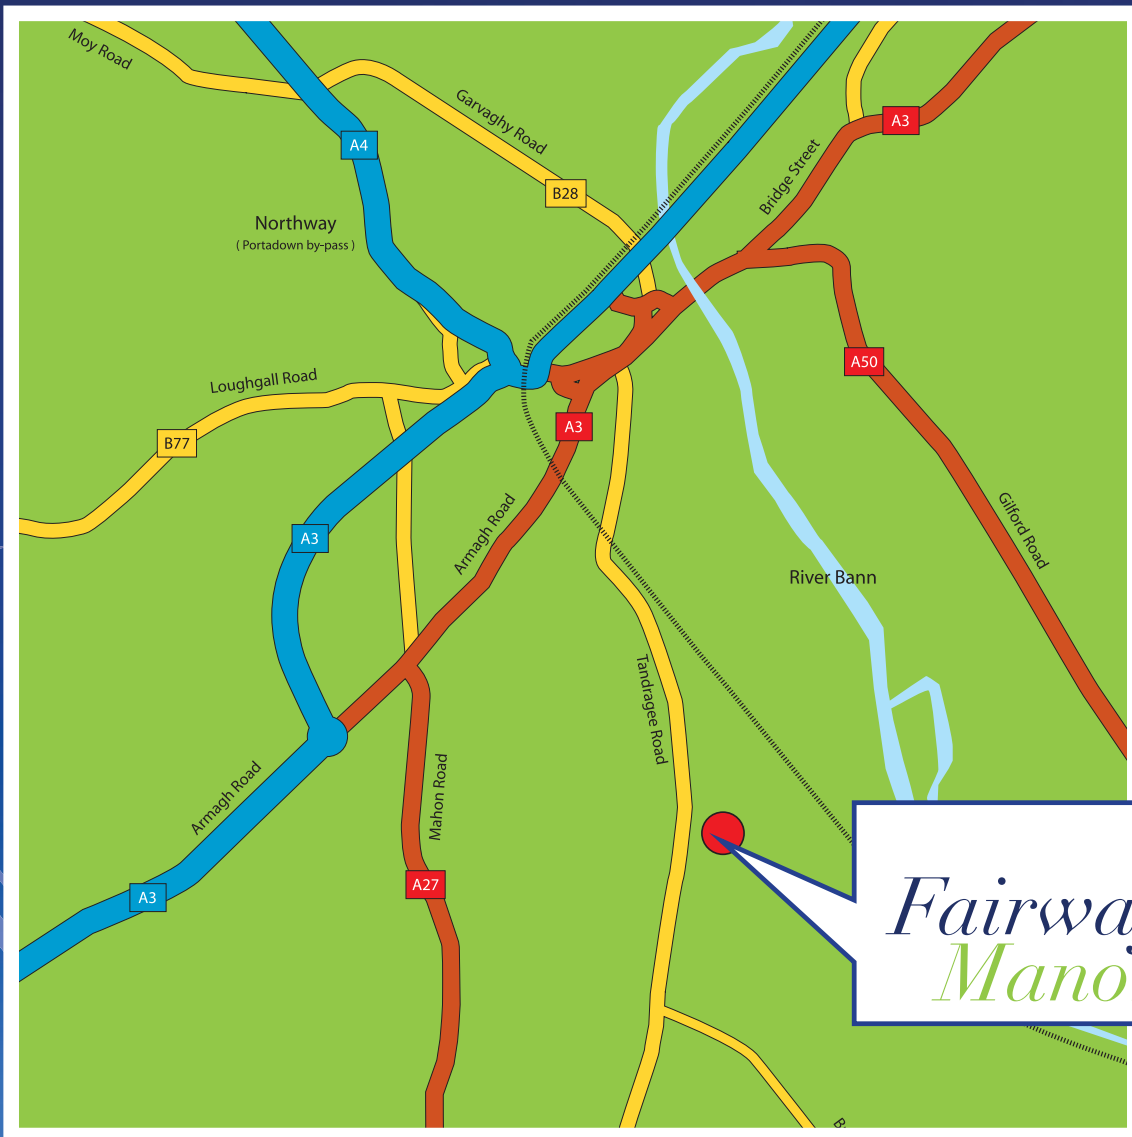 Moy Road
Garvaghy Road
A4
B28
A3
Bridge Street
Northway
( Portadown by-pass )
Loughgall Road
A50
B77
A3
A3
Armagh Road
Gilford Road
River Bann
Tandragee Road
Armagh Road
Mahon Road
A27
A3
Fairwa
Mano